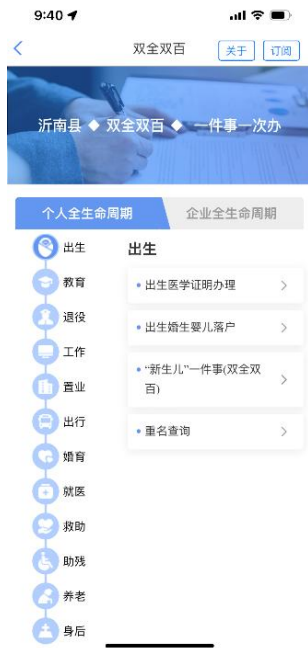 9:40
双全双百
关于
订阅
沂南县 ◆ 双全双百 ◆ 一件事一次办
个人全生命周期
企业全生命周期
出生
教育
退役
工作
置业
出行
婚育
就医
救助
助残
养老
身后
出生
出生医学证明办理
出生婚生婴儿落户
“新生儿”一件事(双全双
百)
重名查询